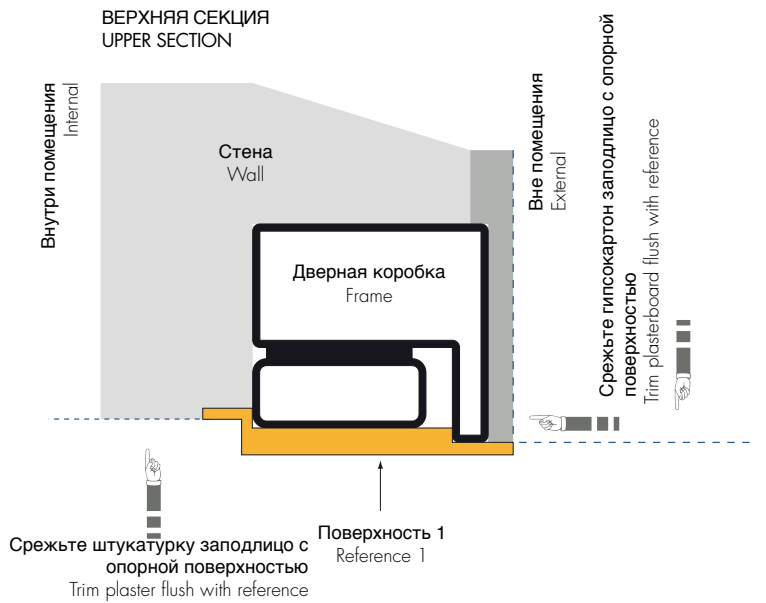 ВЕРХНЯЯ СЕКЦИЯ
UPPER SECTION
Внутри помещения
Internal
Стена
Wall
Вне помещения
External
Срежьте гипсокартон заподлицо с опорной
поверхностью
Trim plasterboard flush with reference
Дверная коробка
Frame
Срежьте штукатурку заподлицо с
опорной поверхностью
Trim plaster flush with reference
Поверхность 1
Reference 1